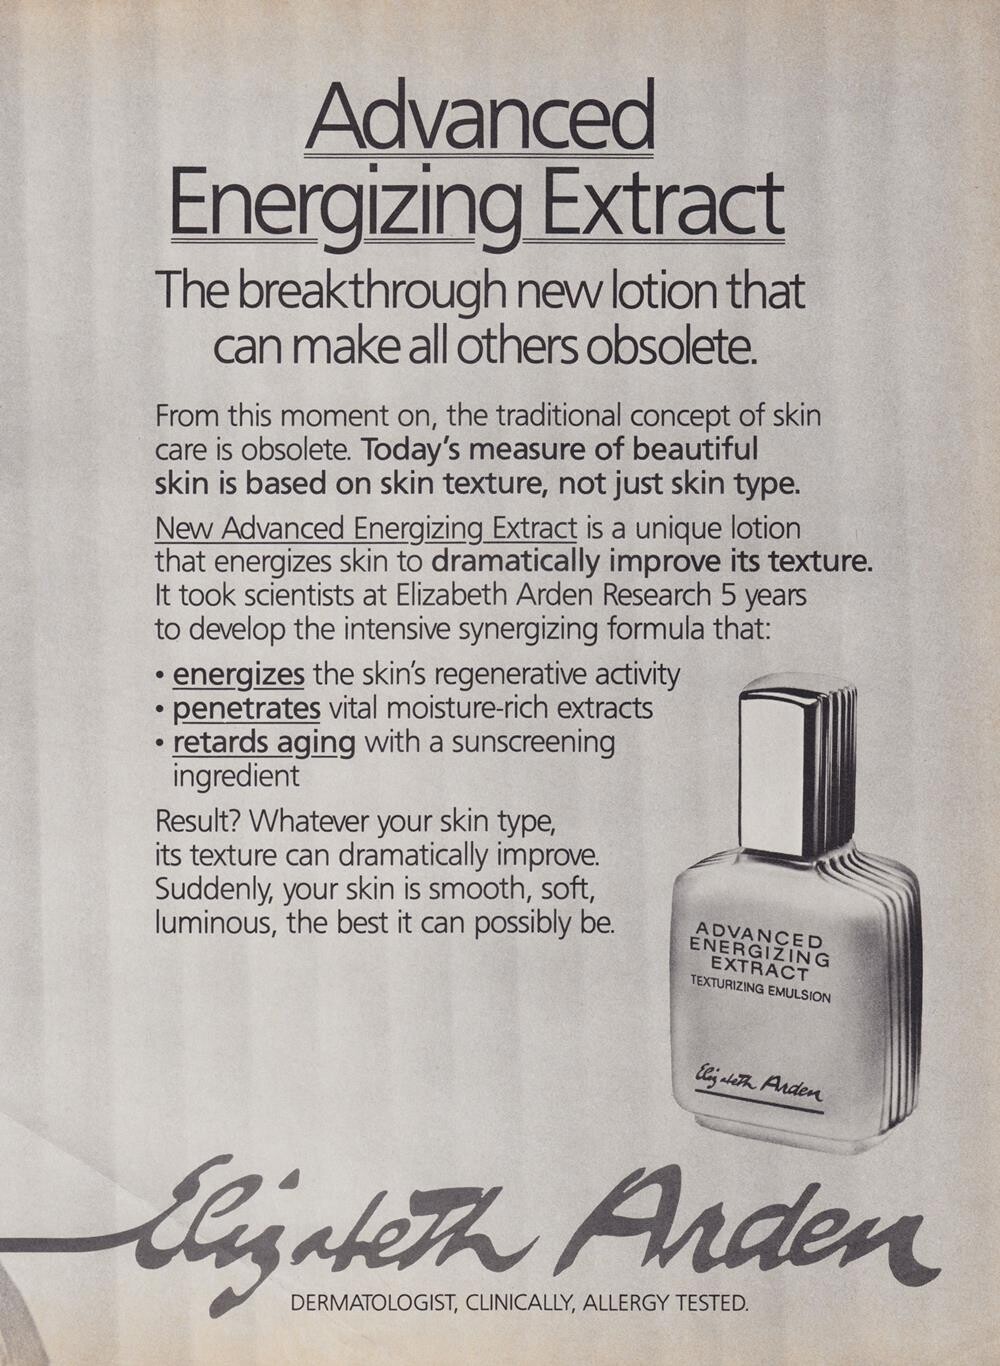 Advanced
Energizing Extract
The breakthrough new lotion that
can make all others obsolete.
From this moment on, the traditional concept of skin
care is obsolete. Today's measure of beautiful
skin is based on skin texture, not just skin type.
New Advanced Energizing Extract is a unique lotion
that energizes skin to dramatically improve its texture.
It took scientists at Elizabeth Arden Research 5 years
to develop the intensive synergizing formula that:
• energizes the skin's regenerative activity
• penetrates vital moisture-rich extracts
• retards aging with a sunscreening
ingredient
Result? Whatever your skin type,
its texture can dramatically improve.
Suddenly, your skin is smooth, soft,
luminous, the best it can possibly be.
ADVANCED
ENERGIZING
EXTRACT
TEXTURIZING EMULSION
Elizabeth Arden
Elizabeth Arden
DERMATOLOGIST, CLINICALLY, ALLERGY TESTED.